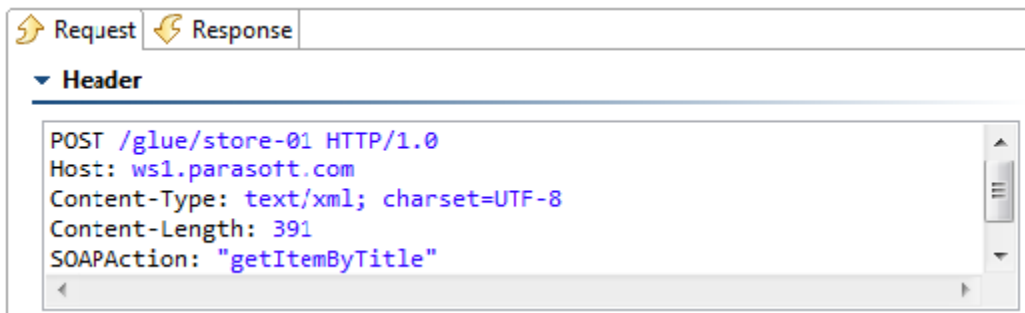 Request Response
Header
POST /glue/store-01 HTTP/1.0
Host: ws1.parasoft.com
Content-Type: text/xml; charset=UTF-8
Content-Length: 391
SOAPAction: "getItemByTitle"